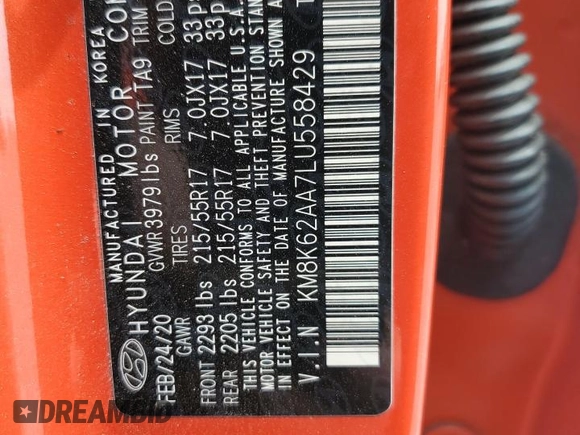 MANUFACTURED IN KOREA
HYUNDAI MOTOR CO
FEB/24/20 GVWR 3979 lbs PAINT TA9 TRIM
GAWR TIRES RIMS COLD
FRONT 2293 lbs 215/55R17 7.0JX17 33
REAR 2205 lbs 215/55R17 7.0JX17 33
THIS VEHICLE CONFORMS TO ALL APPLICABLE U.S.A
MOTOR VEHICLE SAFETY AND THEFT PREVENTION STAN
IN EFFECT ON THE DATE OF MANUFACTURE SHOWN A
V.I.N KM8K62AA7LU558429
DREAMBID